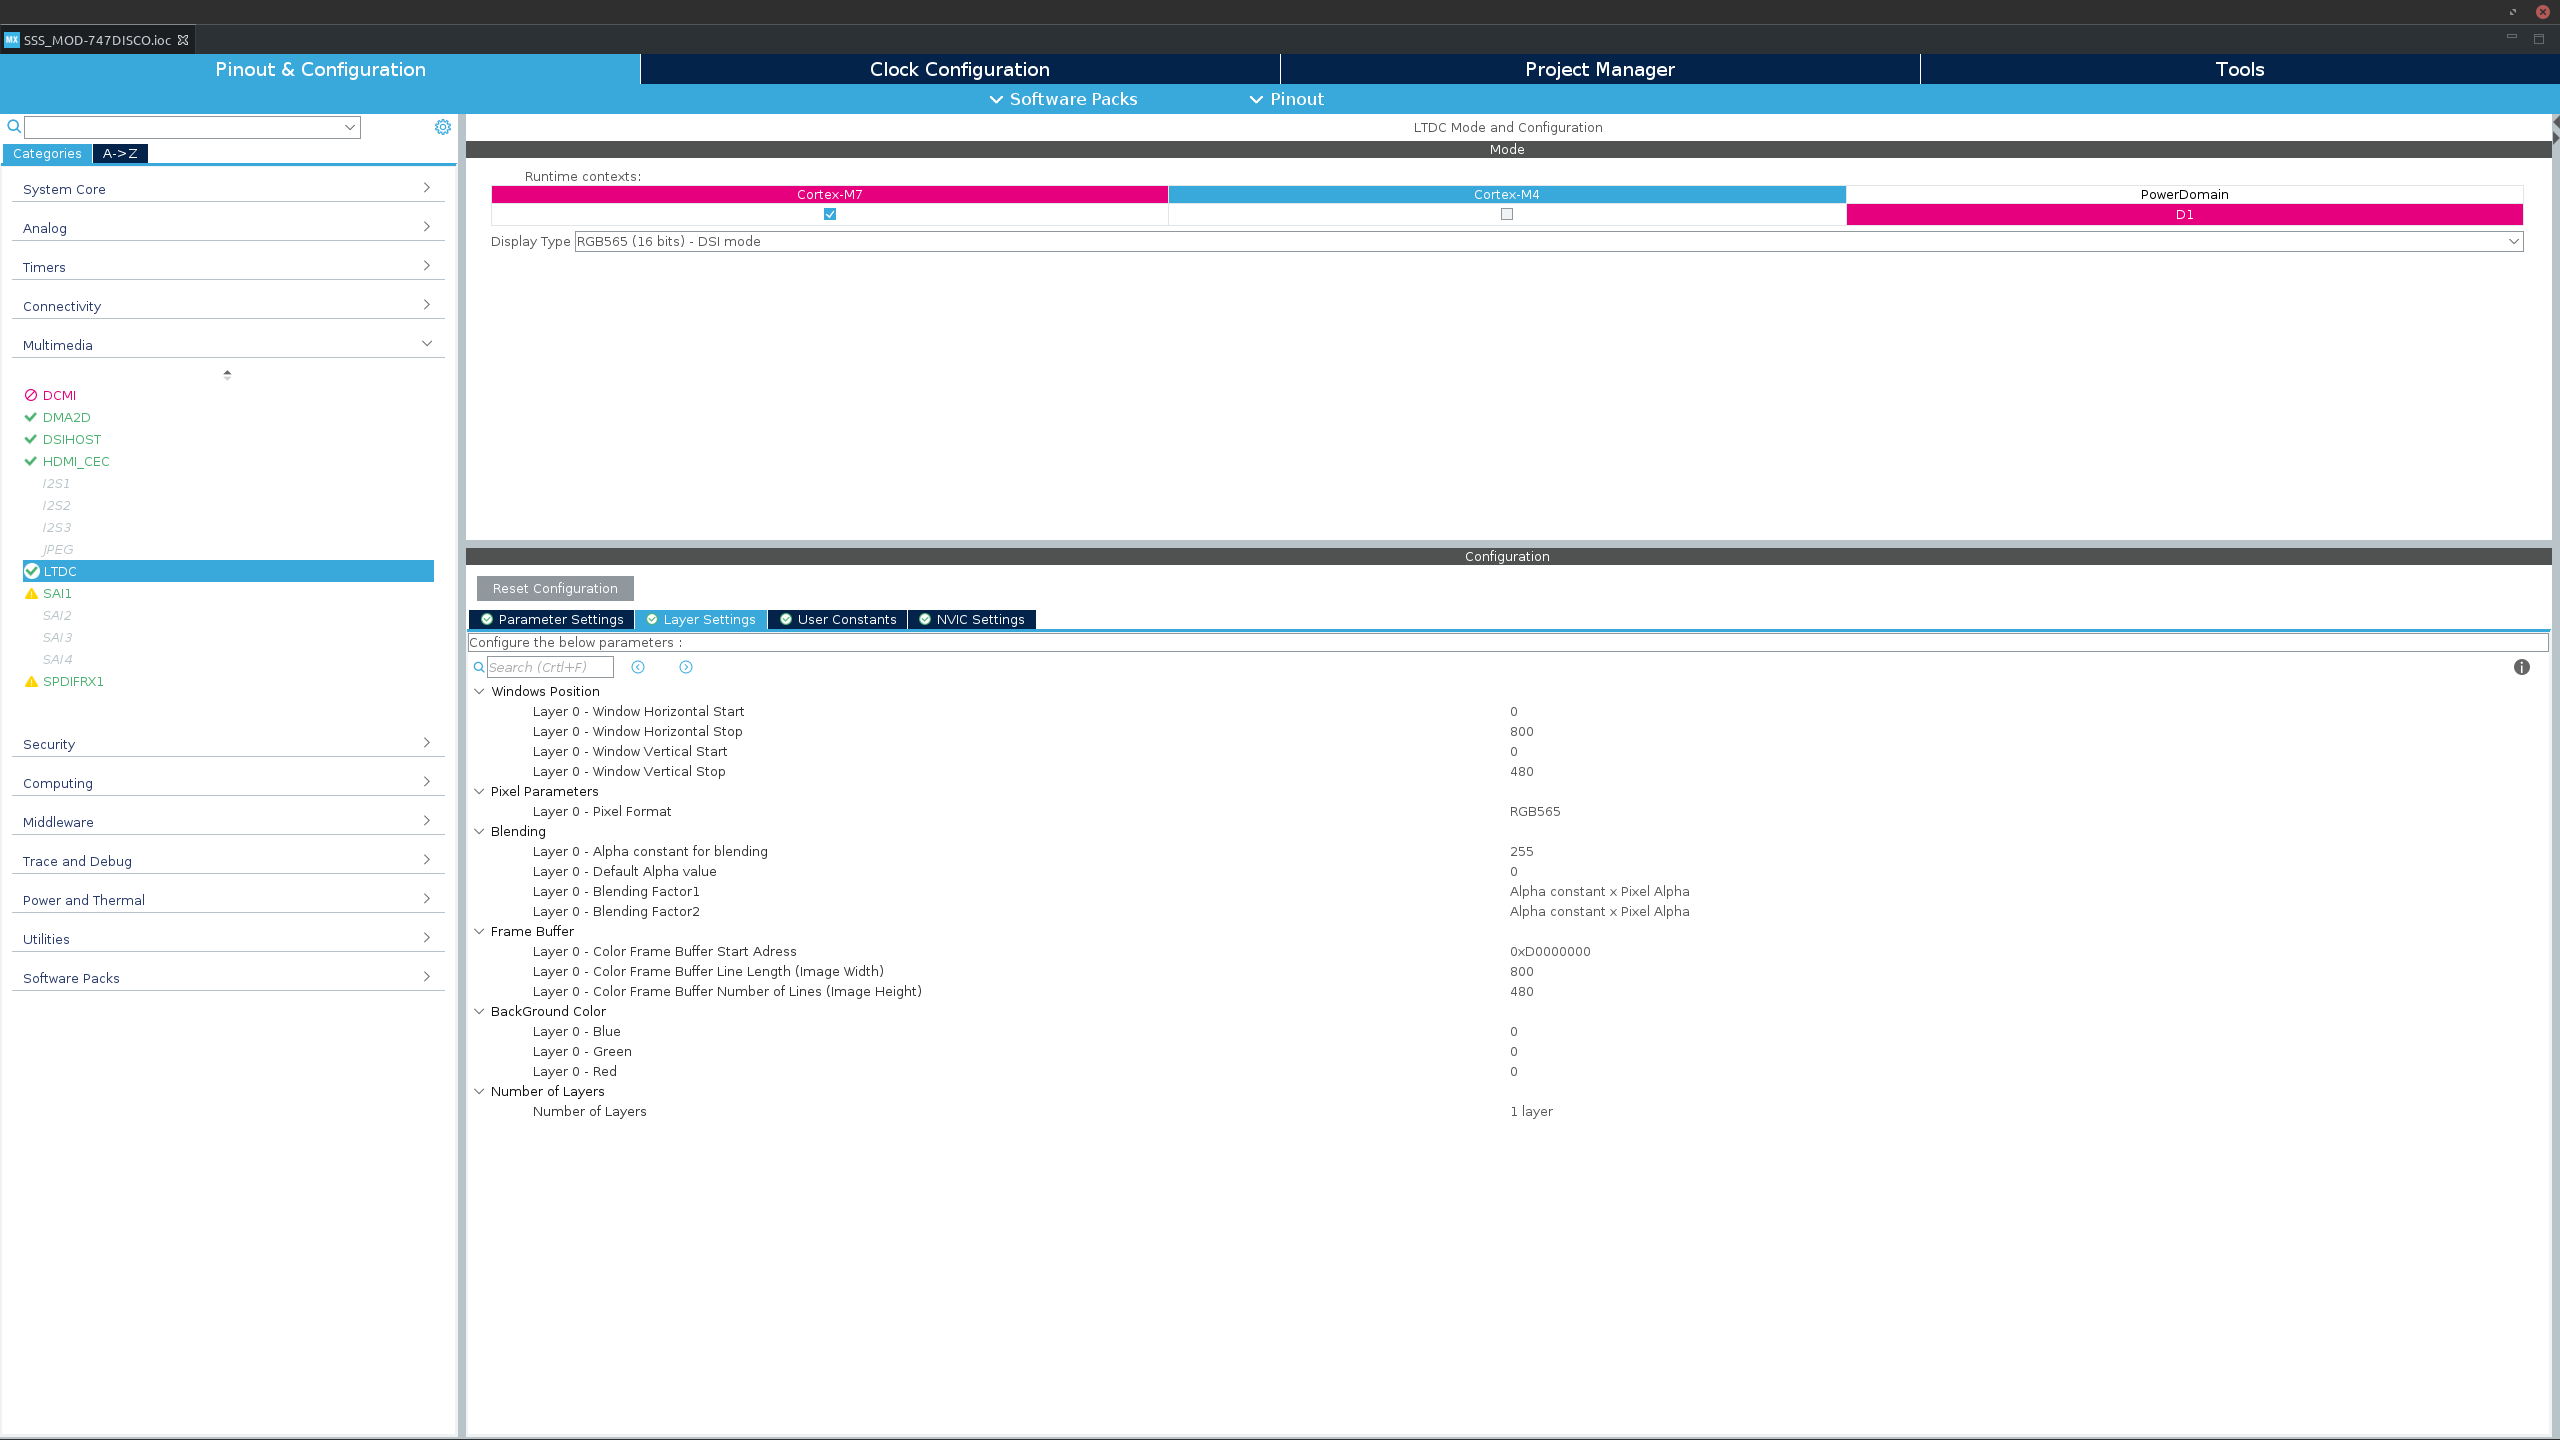 MX SSS_MOD-747DISCO.ioc
Pinout & Configuration
Clock Configuration
Project Manager
Tools
Software Packs
Pinout
Categories
A->Z
System Core
Analog
Timers
Connectivity
Multimedia
DCMI
DMA2D
DSIHOST
HDMI_CEC
I2S1
I2S2
I2S3
JPEG
LTDC
SAI1
SAI2
SAI3
SAI4
SPDIFRX1
Security
Computing
Middleware
Trace and Debug
Power and Thermal
Utilities
Software Packs
LTDC Mode and Configuration
Mode
Runtime contexts:
Cortex-M7 Cortex-M4 PowerDomain
D1
Display Type RGB565 (16 bits) - DSI mode
Configuration
Reset Configuration
Parameter Settings Layer Settings User Constants NVIC Settings
Configure the below parameters :
Search (Crtl+F)
Windows Position
Layer 0 - Window Horizontal Start 0
Layer 0 - Window Horizontal Stop 800
Layer 0 - Window Vertical Start 0
Layer 0 - Window Vertical Stop 480
Pixel Parameters
Layer 0 - Pixel Format RGB565
Blending
Layer 0 - Alpha constant for blending 255
Layer 0 - Default Alpha value 0
Layer 0 - Blending Factor1 Alpha constant x Pixel Alpha
Layer 0 - Blending Factor2 Alpha constant x Pixel Alpha
Frame Buffer
Layer 0 - Color Frame Buffer Start Adress 0xD0000000
Layer 0 - Color Frame Buffer Line Length (Image Width) 800
Layer 0 - Color Frame Buffer Number of Lines (Image Height) 480
BackGround Color
Layer 0 - Blue 0
Layer 0 - Green 0
Layer 0 - Red 0
Number of Layers
Number of Layers 1 layer